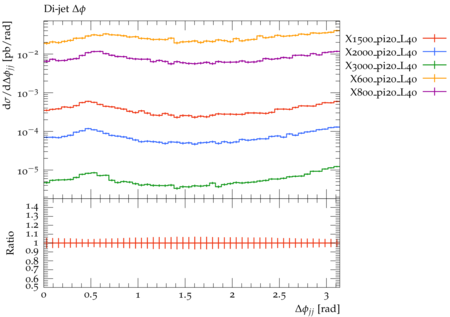 Di-jet Δϕ
dσ/dΔϕjj [pb/rad]
10⁻²
10⁻³
10⁻⁴
10⁻⁵
X1500_pi20_L40
X2000_pi20_L40
X3000_pi20_L40
X600_pi20_L40
X800_pi20_L40
Ratio
1.4
1.3
1.2
1.1
1
0.9
0.8
0.7
0.6
0.5
0 0.5 1 1.5 2 2.5 3
Δϕjj [rad]